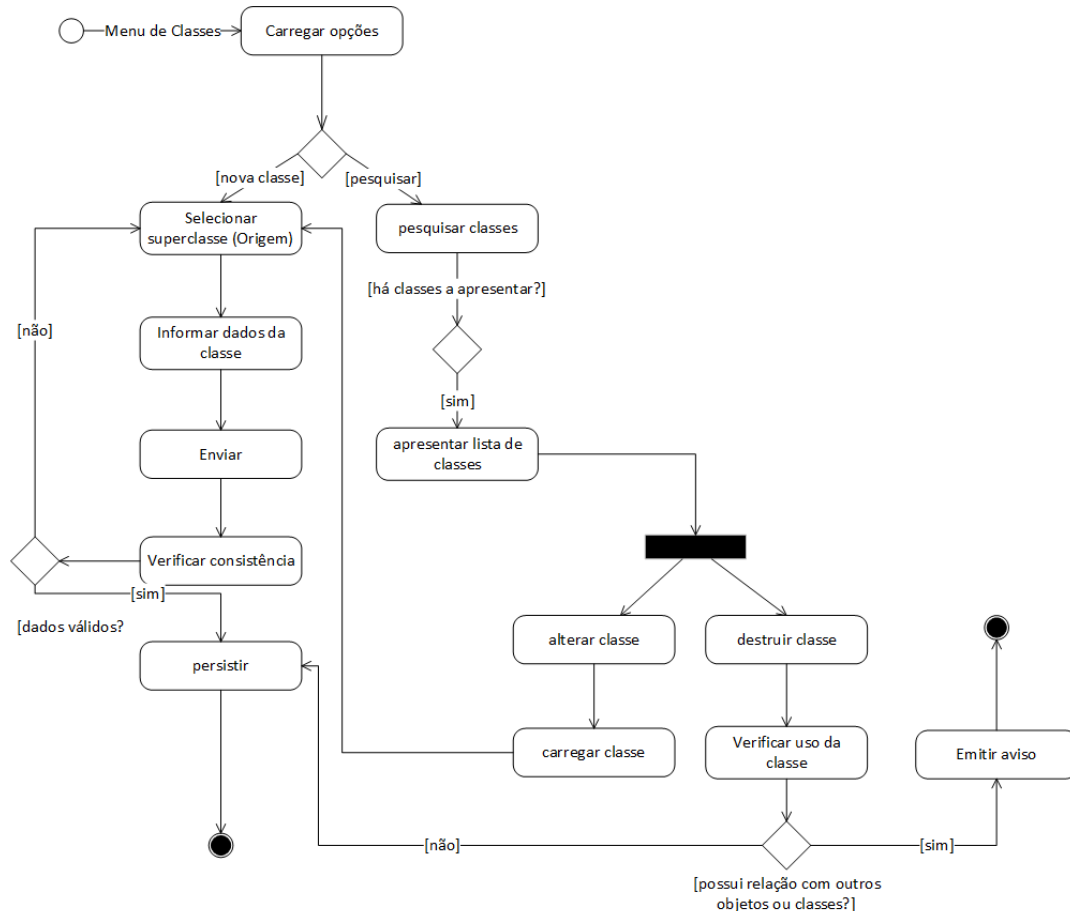 Menu de Classes
Carregar opções
[nova classe]
[pesquisar]
Selecionar
superclasse (Origem)
pesquisar classes
[há classes a apresentar?]
[não]
Informar dados da
classe
[sim]
apresentar lista de
classes
Enviar
Verificar consistência
[sim]
[dados válidos?
alterar classe
destruir classe
persistir
carregar classe
Verificar uso da
classe
Emitir aviso
[não]
[sim]
[possui relação com outros
objetos ou classes?]